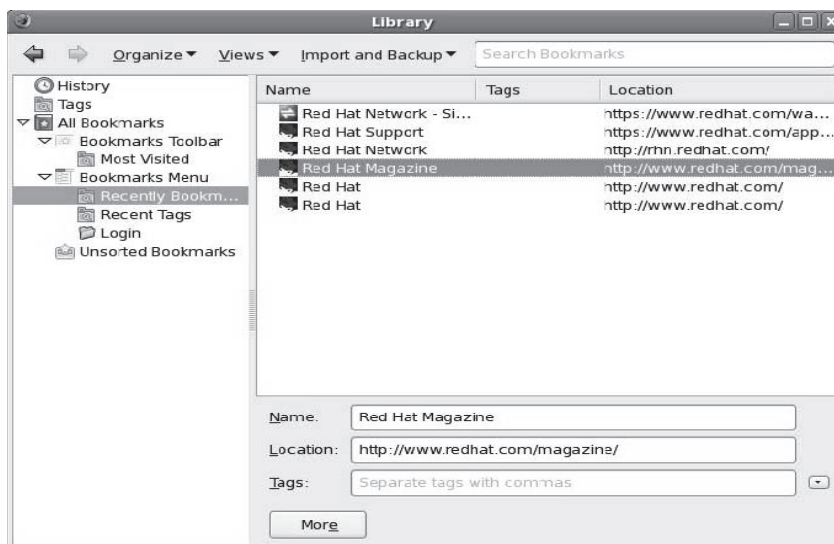 Library
Organize Views Import and Backup Search Bookmarks
History
Tags
All Bookmarks
Bookmarks Toolbar
Most Visited
Bookmarks Menu
Recently Bookm...
Recent Tags
Login
Unsorted Bookmarks
Name Tags Location
Red Hat Network - Si... https://www.redhat.com/wa...
Red Hat Support https://www.redhat.com/app...
Red Hat Network http://rhn.redhat.com/
Red Hat Magazine http://www.redhat.com/mag...
Red Hat http://www.redhat.com/
Red Hat http://www.redhat.com/
Name: Red Hat Magazine
Location: http://www.redhat.com/magazine/
Tags: Separate tags with commas
More